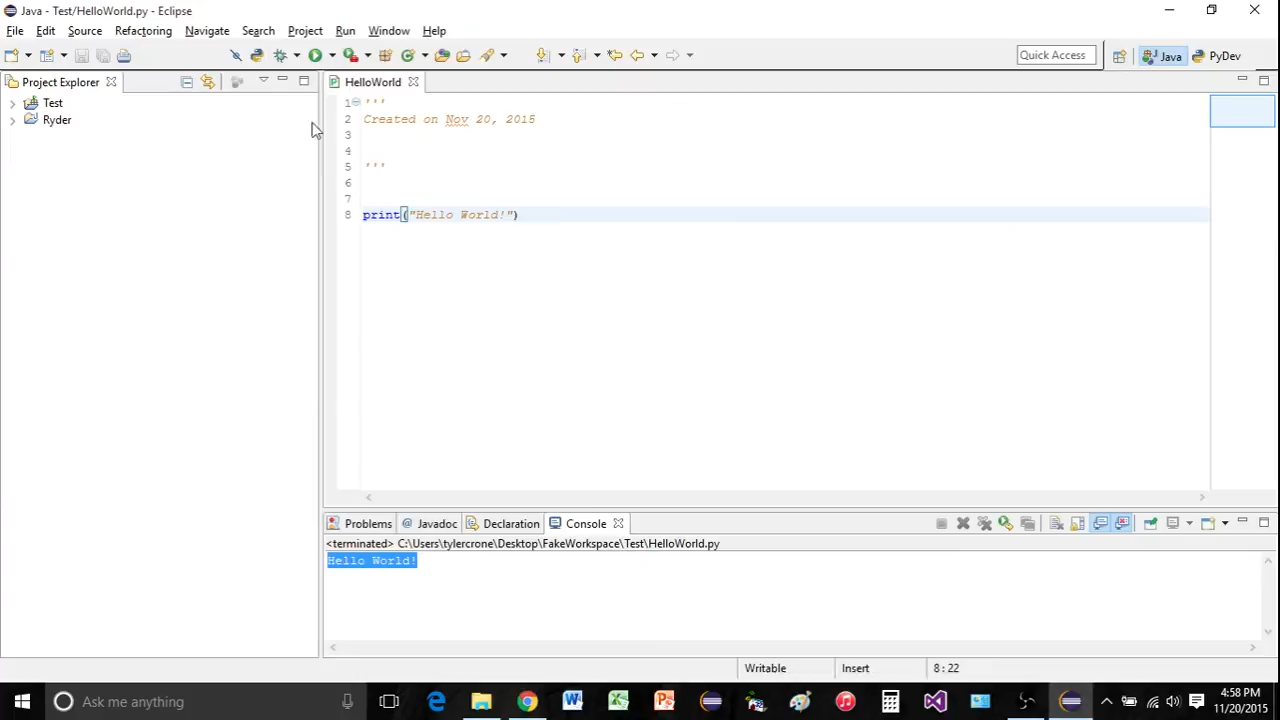 Java - Test/HelloWorld.py - Eclipse
File Edit Source Refactoring Navigate Search Project Run Window Help
Quick Access Java PyDev
Project Explorer
Test
Ryder
HelloWorld
1 '''
2 Created on Nov 20, 2015
3
4
5 '''
6
7
8 print("Hello World!")
Problems @ Javadoc Declaration Console
<terminated> C:\Users\tylercrone\Desktop\FakeWorkspace\Test\HelloWorld.py
Hello World!
Writable Insert 8:22
Ask me anything
4:58 PM
11/20/2015